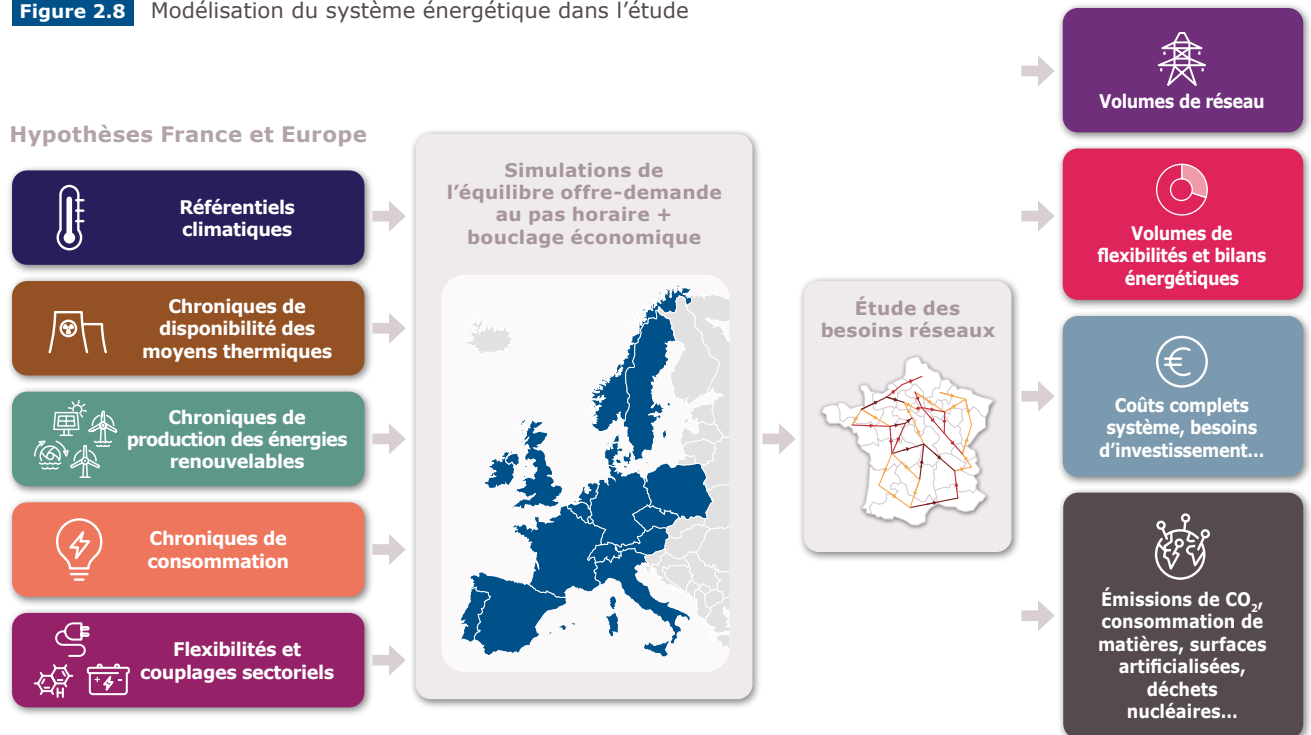 Figure 2.8 Modélisation du système énergétique dans l’étude
Hypothèses France et Europe
Référentiels
climatiques
Chroniques de
disponibilité des
moyens thermiques
Chroniques de
production des énergies
renouvelables
Chroniques de
consommation
Flexibilités et
couplages sectoriels
H
Simulations de
l’équilibre offre-demande
au pas horaire +
bouclage économique
Étude des
besoins réseaux
Volumes de réseau
Volumes de
flexibilités et bilans
énergétiques
€
Coûts complets
système, besoins
d’investissement…
Émissions de CO₂,
consommation de
matières, surfaces
artificialisées,
déchets
nucléaires…